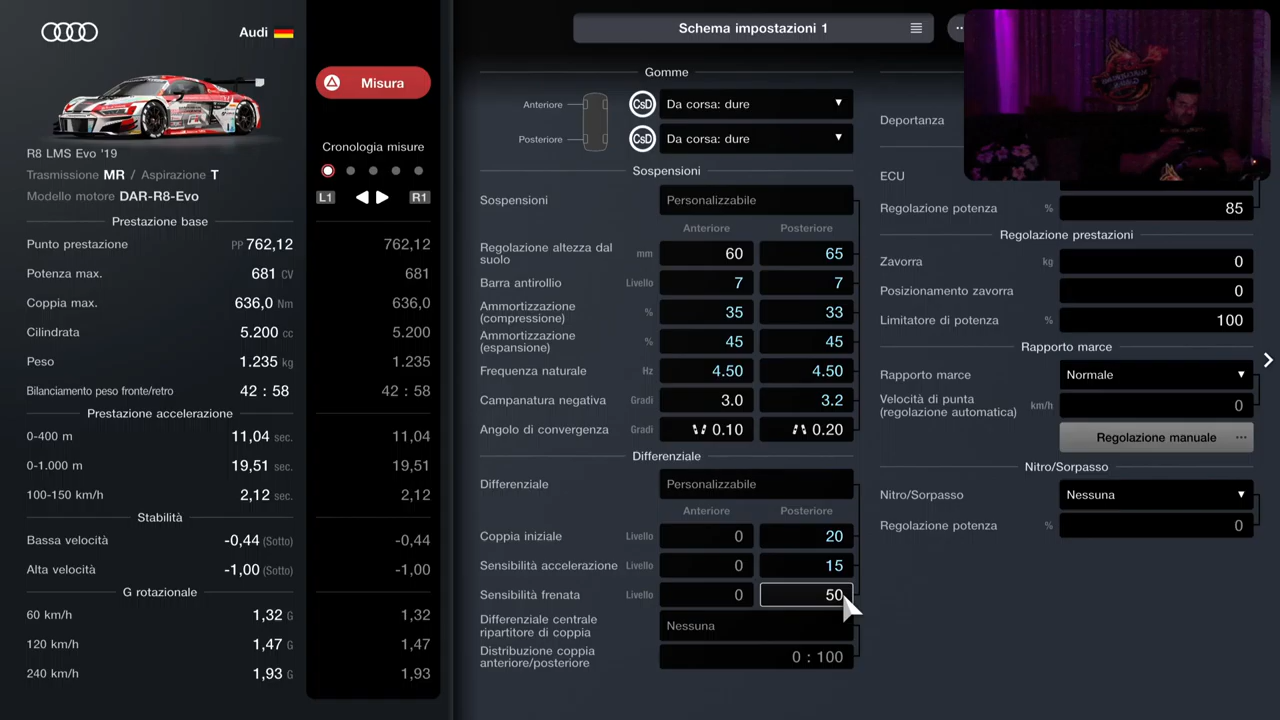 Audi
R8 LMS Evo '19
Trasmissione MR / Aspirazione T
Modello motore DAR-R8-Evo
Prestazione base
Punto prestazione PP 762,12
Potenza max. 681 CV
Coppia max. 636,0 Nm
Cilindrata 5.200 cc
Peso 1.235 kg
Bilanciamento peso fronte/retro 42 : 58
Prestazione accelerazione
0-400 m 11,04 sec.
0-1.000 m 19,51 sec.
100-150 km/h 2,12 sec.
Stabilità
Bassa velocità -0,44 (Sotto)
Alta velocità -1,00 (Sotto)
G rotazionale
60 km/h 1,32 G
120 km/h 1,47 G
240 km/h 1,93 G
Misura
Cronologia misure
L1 R1
762,12
681
636,0
5.200
1.235
42 : 58
11,04
19,51
2,12
-0,44
-1,00
1,32
1,47
1,93
Schema impostazioni 1
Gomme
Anteriore CsD Da corsa: dure
Posteriore CsD Da corsa: dure
Sospensioni
Sospensioni Personalizzabile
Anteriore Posteriore
Regolazione altezza dal
suolo mm 60 65
Barra antirollio Livello 7 7
Ammortizzazione
(compressione) % 35 33
Ammortizzazione
(espansione) % 45 45
Frequenza naturale Hz 4.50 4.50
Campanatura negativa Gradi 3.0 3.2
Angolo di convergenza Gradi 0.10 0.20
Differenziale
Differenziale Personalizzabile
Anteriore Posteriore
Coppia iniziale Livello 0 20
Sensibilità accelerazione Livello 0 15
Sensibilità frenata Livello 0 50
Differenziale centrale
ripartitore di coppia Nessuna
Distribuzione coppia
anteriore/posteriore 0 : 100
Deportanza
ECU
Regolazione potenza % 85
Regolazione prestazioni
Zavorra kg 0
Posizionamento zavorra 0
Limitatore di potenza % 100
Rapporto marce
Rapporto marce Normale
Velocità di punta
(regolazione automatica) km/h 0
Regolazione manuale ...
Nitro/Sorpasso
Nitro/Sorpasso Nessuna
Regolazione potenza % 0